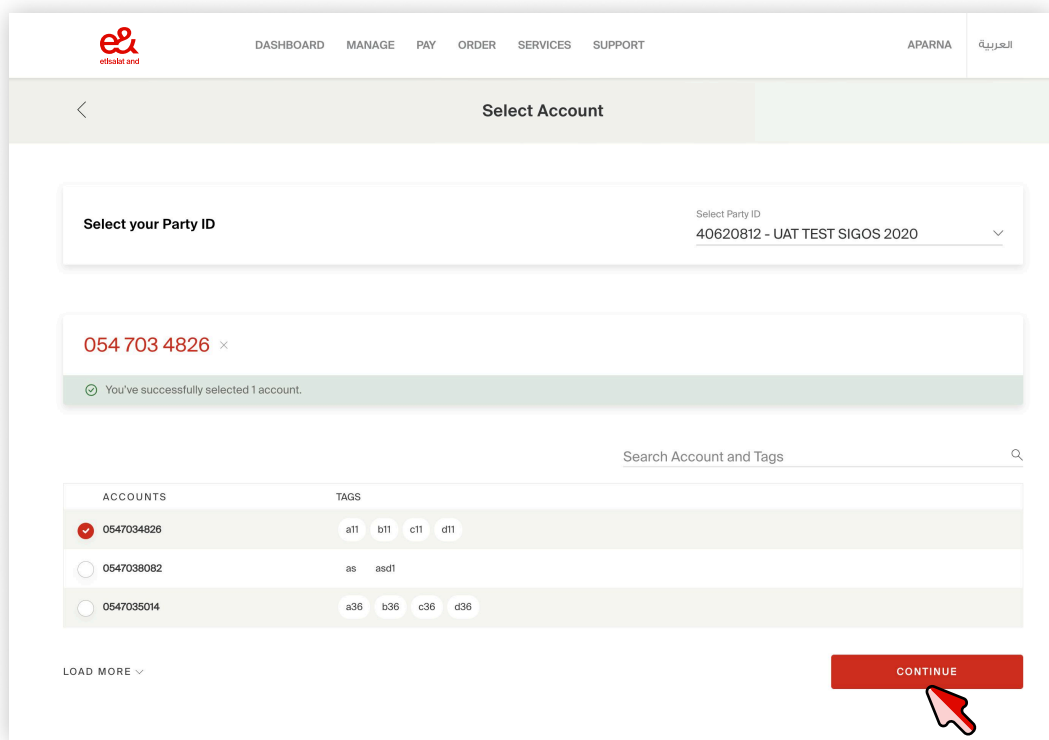 e&
etisalat and
DASHBOARD MANAGE PAY ORDER SERVICES SUPPORT APARNA العربية
Select Account
Select your Party ID
Select Party ID
40620812 - UAT TEST SIGOS 2020
054 703 4826 ×
You've successfully selected 1 account.
Search Account and Tags
ACCOUNTS TAGS
0547034826 a11 b11 c11 d11
0547038082 as asd1
0547035014 a36 b36 c36 d36
LOAD MORE CONTINUE